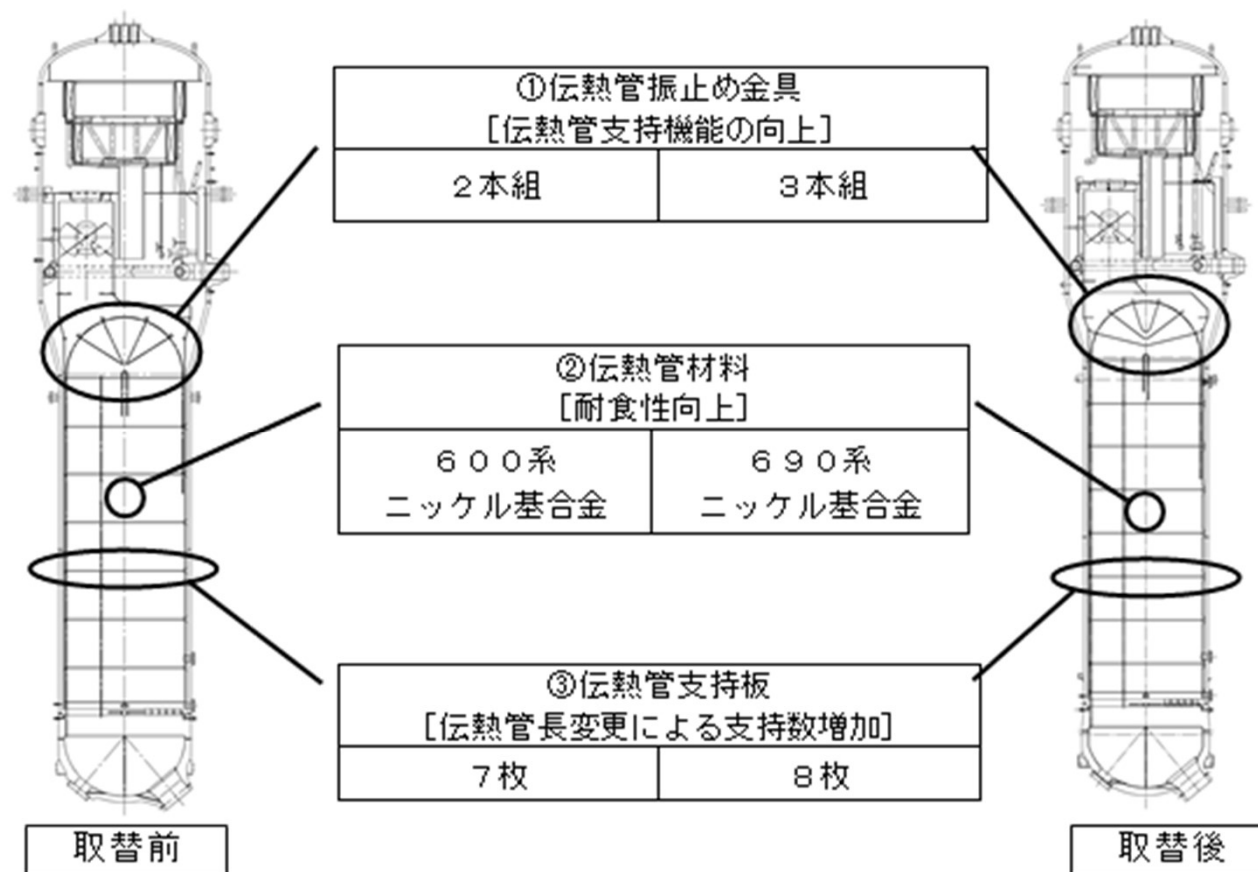 ①伝熱管振止め金具
[伝熱管支持機能の向上]
２本組
３本組
②伝熱管材料
[耐食性向上]
６００系
ニッケル基合金
６９０系
ニッケル基合金
③伝熱管支持板
[伝熱管長変更による支持数増加]
７枚
８枚
取替前
取替後